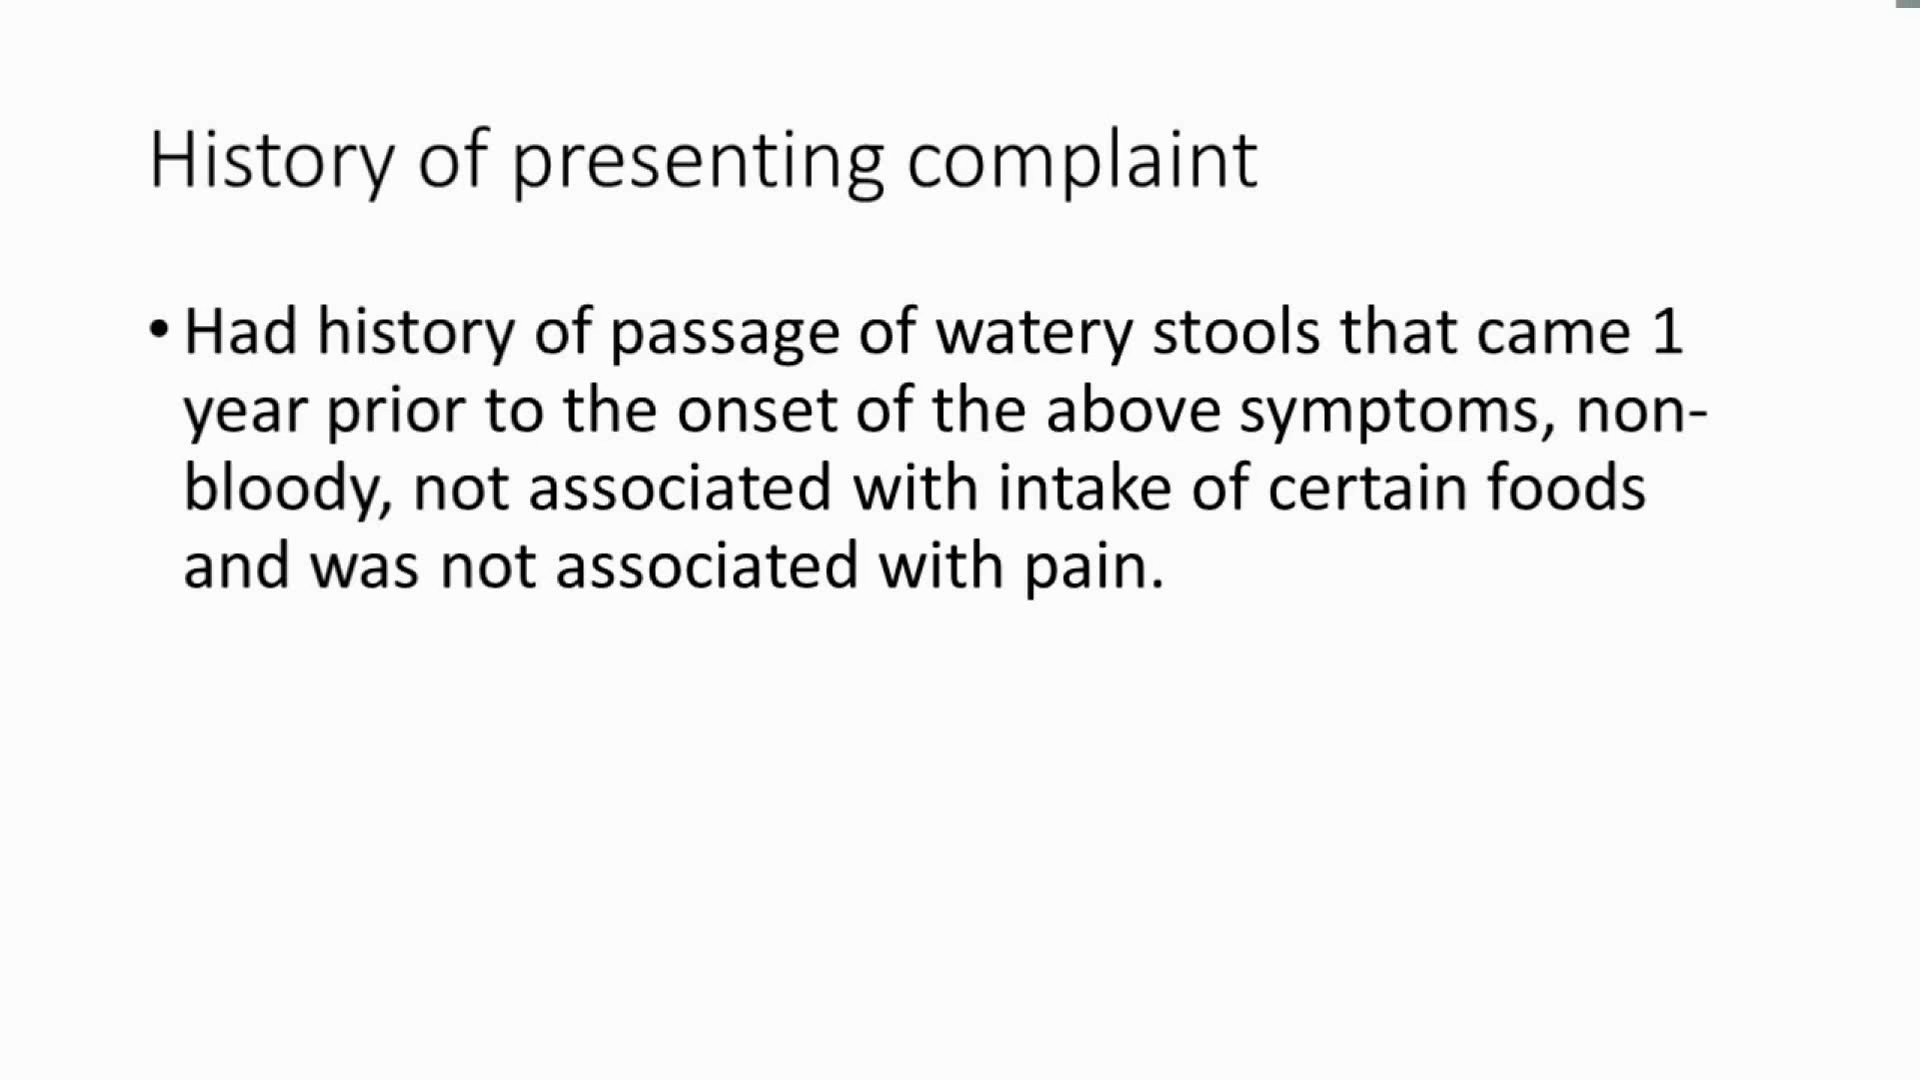 History of presenting complaint
• Had history of passage of watery stools that came 1
year prior to the onset of the above symptoms, non-
bloody, not associated with intake of certain foods
and was not associated with pain.